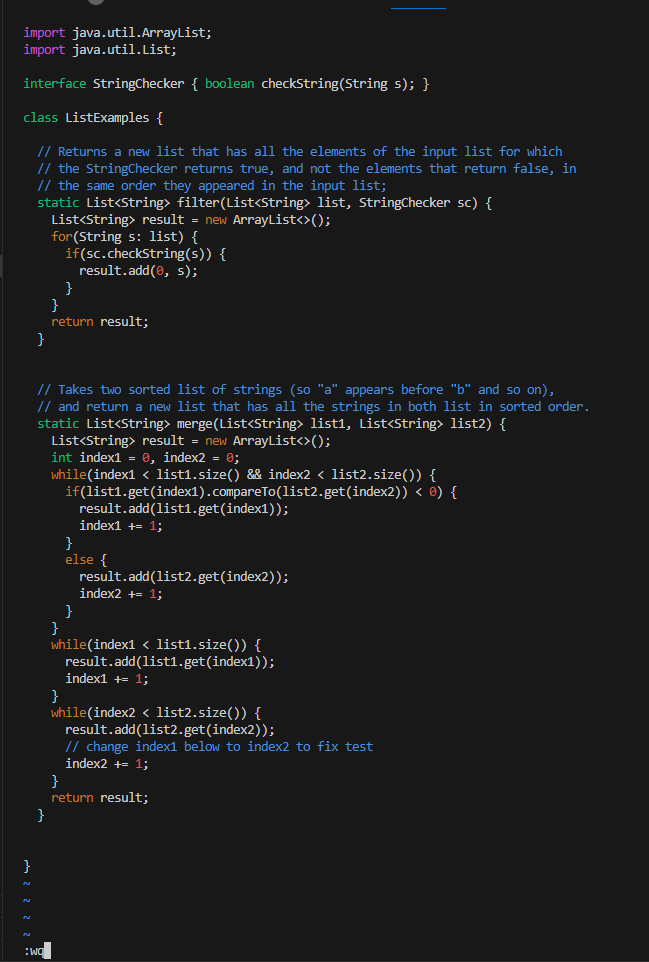 import java.util.ArrayList;
import java.util.List;

interface StringChecker { boolean checkString(String s); }

class ListExamples {

  // Returns a new list that has all the elements of the input list for which
  // the StringChecker returns true, and not the elements that return false, in
  // the same order they appeared in the input list;
  static List<String> filter(List<String> list, StringChecker sc) {
    List<String> result = new ArrayList<>();
    for(String s: list) {
      if(sc.checkString(s)) {
        result.add(0, s);
      }
    }
    return result;
  }


  // Takes two sorted list of strings (so "a" appears before "b" and so on),
  // and return a new list that has all the strings in both list in sorted order.
  static List<String> merge(List<String> list1, List<String> list2) {
    List<String> result = new ArrayList<>();
    int index1 = 0, index2 = 0;
    while(index1 < list1.size() && index2 < list2.size()) {
      if(list1.get(index1).compareTo(list2.get(index2)) < 0) {
        result.add(list1.get(index1));
        index1 += 1;
      }
      else {
        result.add(list2.get(index2));
        index2 += 1;
      }
    }
    while(index1 < list1.size()) {
      result.add(list1.get(index1));
      index1 += 1;
    }
    while(index2 < list2.size()) {
      result.add(list2.get(index2));
      // change index1 below to index2 to fix test
      index2 += 1;
    }
    return result;
  }


}
~
~
~
~
:wq